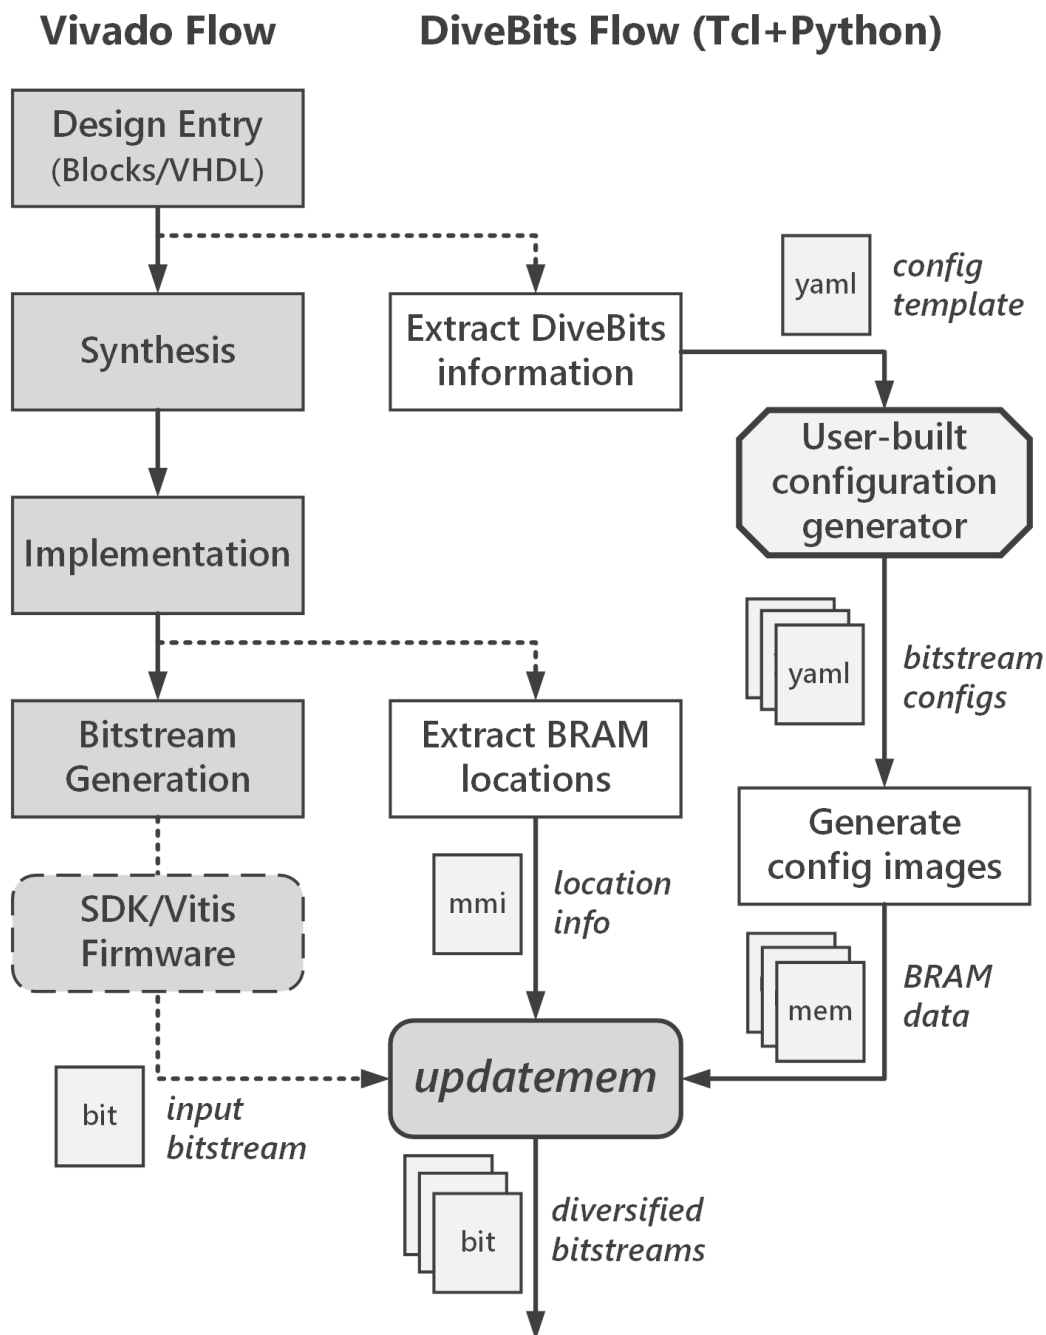 Vivado Flow
DiveBits Flow (Tcl+Python)
Design Entry
(Blocks/VHDL)
Synthesis
Extract DiveBits
information
yaml
config
template
User-built
configuration
generator
Implementation
yaml
bitstream
configs
Bitstream
Generation
Extract BRAM
locations
Generate
config images
SDK/Vitis
Firmware
mmi
location
info
mem
BRAM
data
updatemem
bit
input
bitstream
bit
diversified
bitstreams